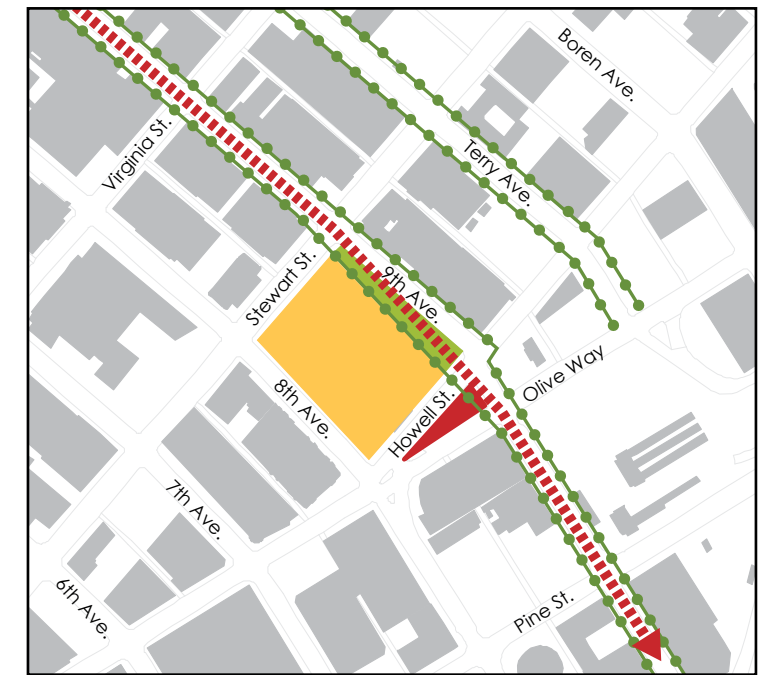 Boren Ave.
Virginia St.
Terry Ave.
Stewart St.
9th Ave.
Olive Way
8th Ave.
Howell St.
7th Ave.
6th Ave.
Pine St.